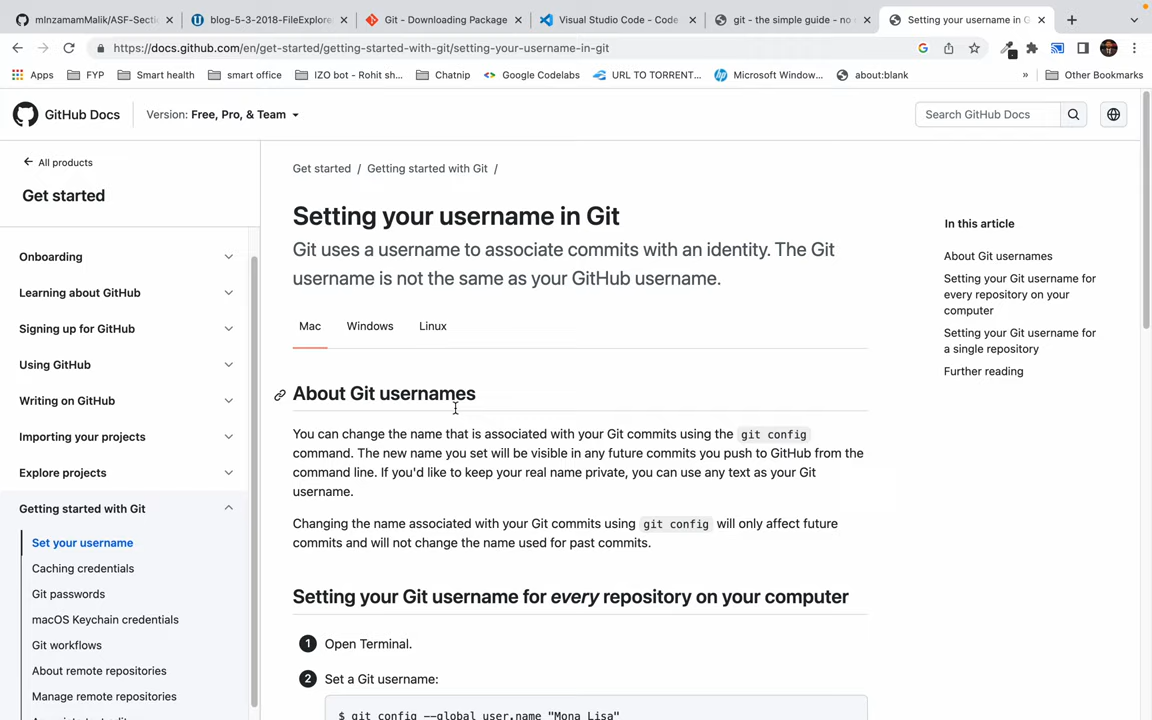 mInzamamMalik/ASF-Secti
blog-5-3-2018-FileExplore
Git - Downloading Package
Visual Studio Code - Code
git - the simple guide - no s
Setting your username in G
https://docs.github.com/en/get-started/getting-started-with-git/setting-your-username-in-git
Apps
FYP
Smart health
smart office
IZO bot - Rohit sh...
Chatnip
Google Codelabs
URL TO TORRENT...
Microsoft Window...
about:blank
»
Other Bookmarks
GitHub Docs
Version: Free, Pro, & Team
Search GitHub Docs
All products
Get started
Onboarding
Learning about GitHub
Signing up for GitHub
Using GitHub
Writing on GitHub
Importing your projects
Explore projects
Getting started with Git
Set your username
Caching credentials
Git passwords
macOS Keychain credentials
Git workflows
About remote repositories
Manage remote repositories
Get started / Getting started with Git /
Setting your username in Git
Git uses a username to associate commits with an identity. The Git
username is not the same as your GitHub username.
Mac
Windows
Linux
About Git usernames
You can change the name that is associated with your Git commits using the git config
command. The new name you set will be visible in any future commits you push to GitHub from the
command line. If you'd like to keep your real name private, you can use any text as your Git
username.
Changing the name associated with your Git commits using git config will only affect future
commits and will not change the name used for past commits.
Setting your Git username for every repository on your computer
1 Open Terminal.
2 Set a Git username:
$ git config --global user.name "Mona Lisa"
In this article
About Git usernames
Setting your Git username for
every repository on your
computer
Setting your Git username for
a single repository
Further reading